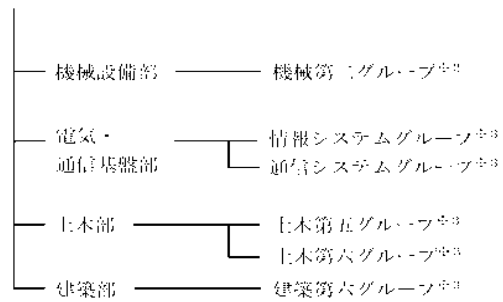 機械設備部 機械第二グループ※3
電気・ 情報システムグループ※3
通信基盤部 通信システムグループ※3
土木部 土木第五グループ※3
土木第六グループ※3
建築部 建築第六グループ※3